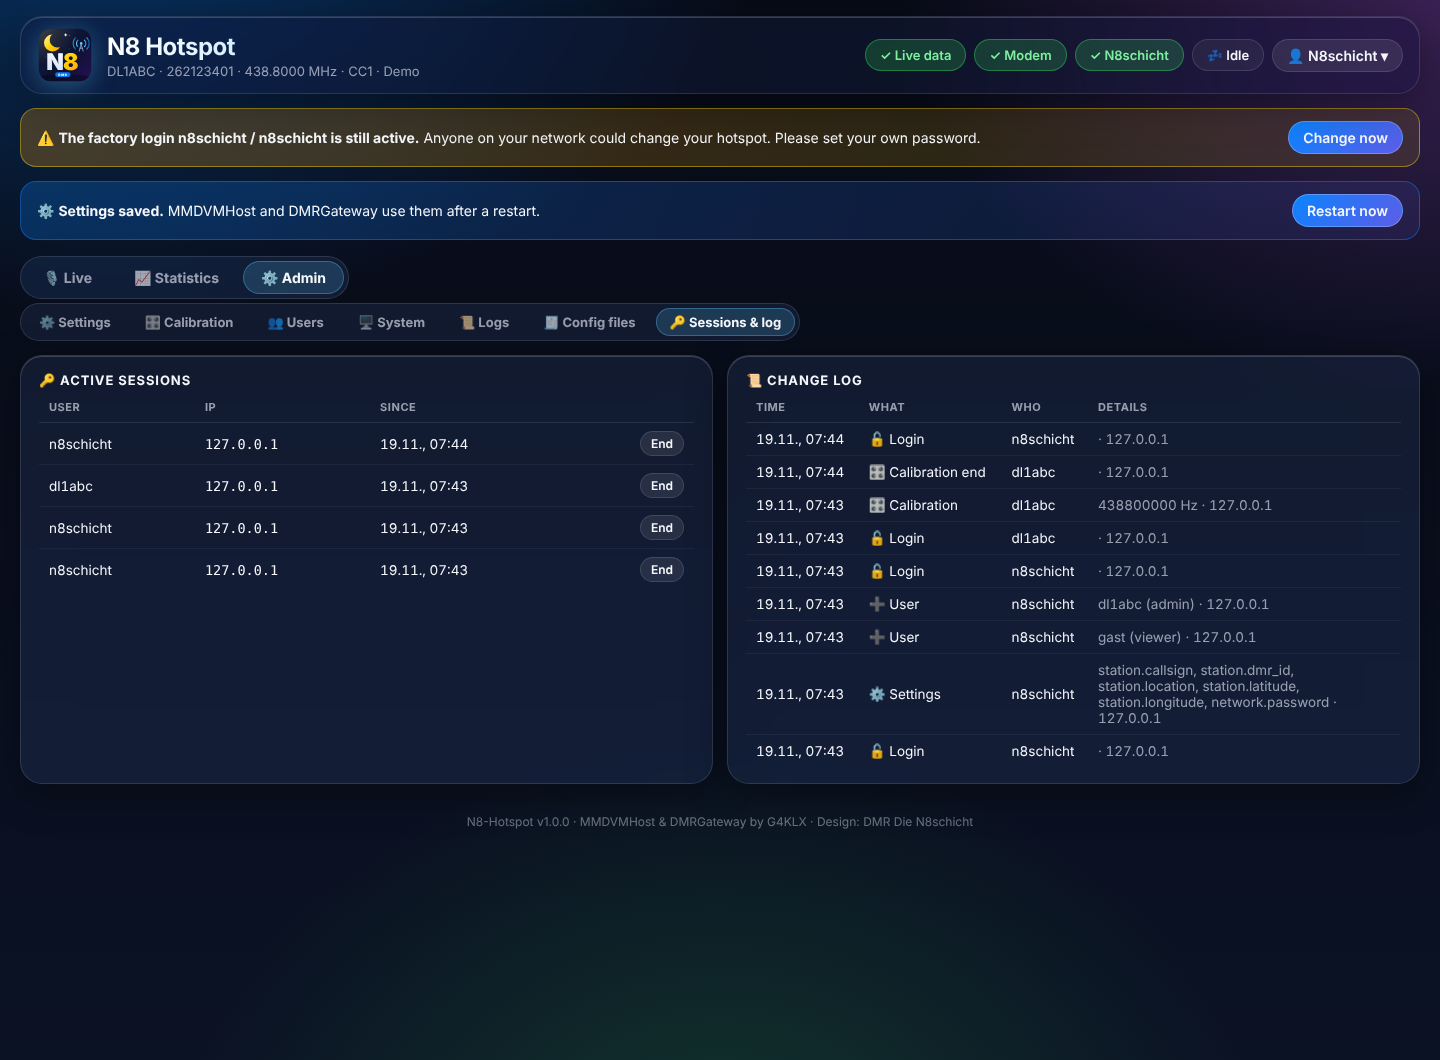 N8 DMR
N8 Hotspot
DL1ABC · 262123401 · 438.8000 MHz · CC1 · Demo
✓ Live data ✓ Modem ✓ N8schicht 💤 Idle 👤 N8schicht ▾
⚠️ The factory login n8schicht / n8schicht is still active. Anyone on your network could change your hotspot. Please set your own password. Change now
⚙️ Settings saved. MMDVMHost and DMRGateway use them after a restart. Restart now
🎙️ Live 📈 Statistics ⚙️ Admin
⚙️ Settings 🎛️ Calibration 👥 Users 🖥️ System 📜 Logs 🧾 Config files 🔑 Sessions & log
🔑 ACTIVE SESSIONS
USER IP SINCE
n8schicht 127.0.0.1 19.11., 07:44 End
dl1abc 127.0.0.1 19.11., 07:43 End
n8schicht 127.0.0.1 19.11., 07:43 End
n8schicht 127.0.0.1 19.11., 07:43 End
📜 CHANGE LOG
TIME WHAT WHO DETAILS
19.11., 07:44 🔓 Login n8schicht · 127.0.0.1
19.11., 07:44 🎛️ Calibration end dl1abc · 127.0.0.1
19.11., 07:43 🎛️ Calibration dl1abc 438800000 Hz · 127.0.0.1
19.11., 07:43 🔓 Login dl1abc · 127.0.0.1
19.11., 07:43 🔓 Login n8schicht · 127.0.0.1
19.11., 07:43 ➕ User n8schicht dl1abc (admin) · 127.0.0.1
19.11., 07:43 ➕ User n8schicht gast (viewer) · 127.0.0.1
19.11., 07:43 ⚙️ Settings n8schicht station.callsign, station.dmr_id,
station.location, station.latitude,
station.longitude, network.password ·
127.0.0.1
19.11., 07:43 🔓 Login n8schicht · 127.0.0.1
N8-Hotspot v1.0.0 · MMDVMHost & DMRGateway by G4KLX · Design: DMR Die N8schicht